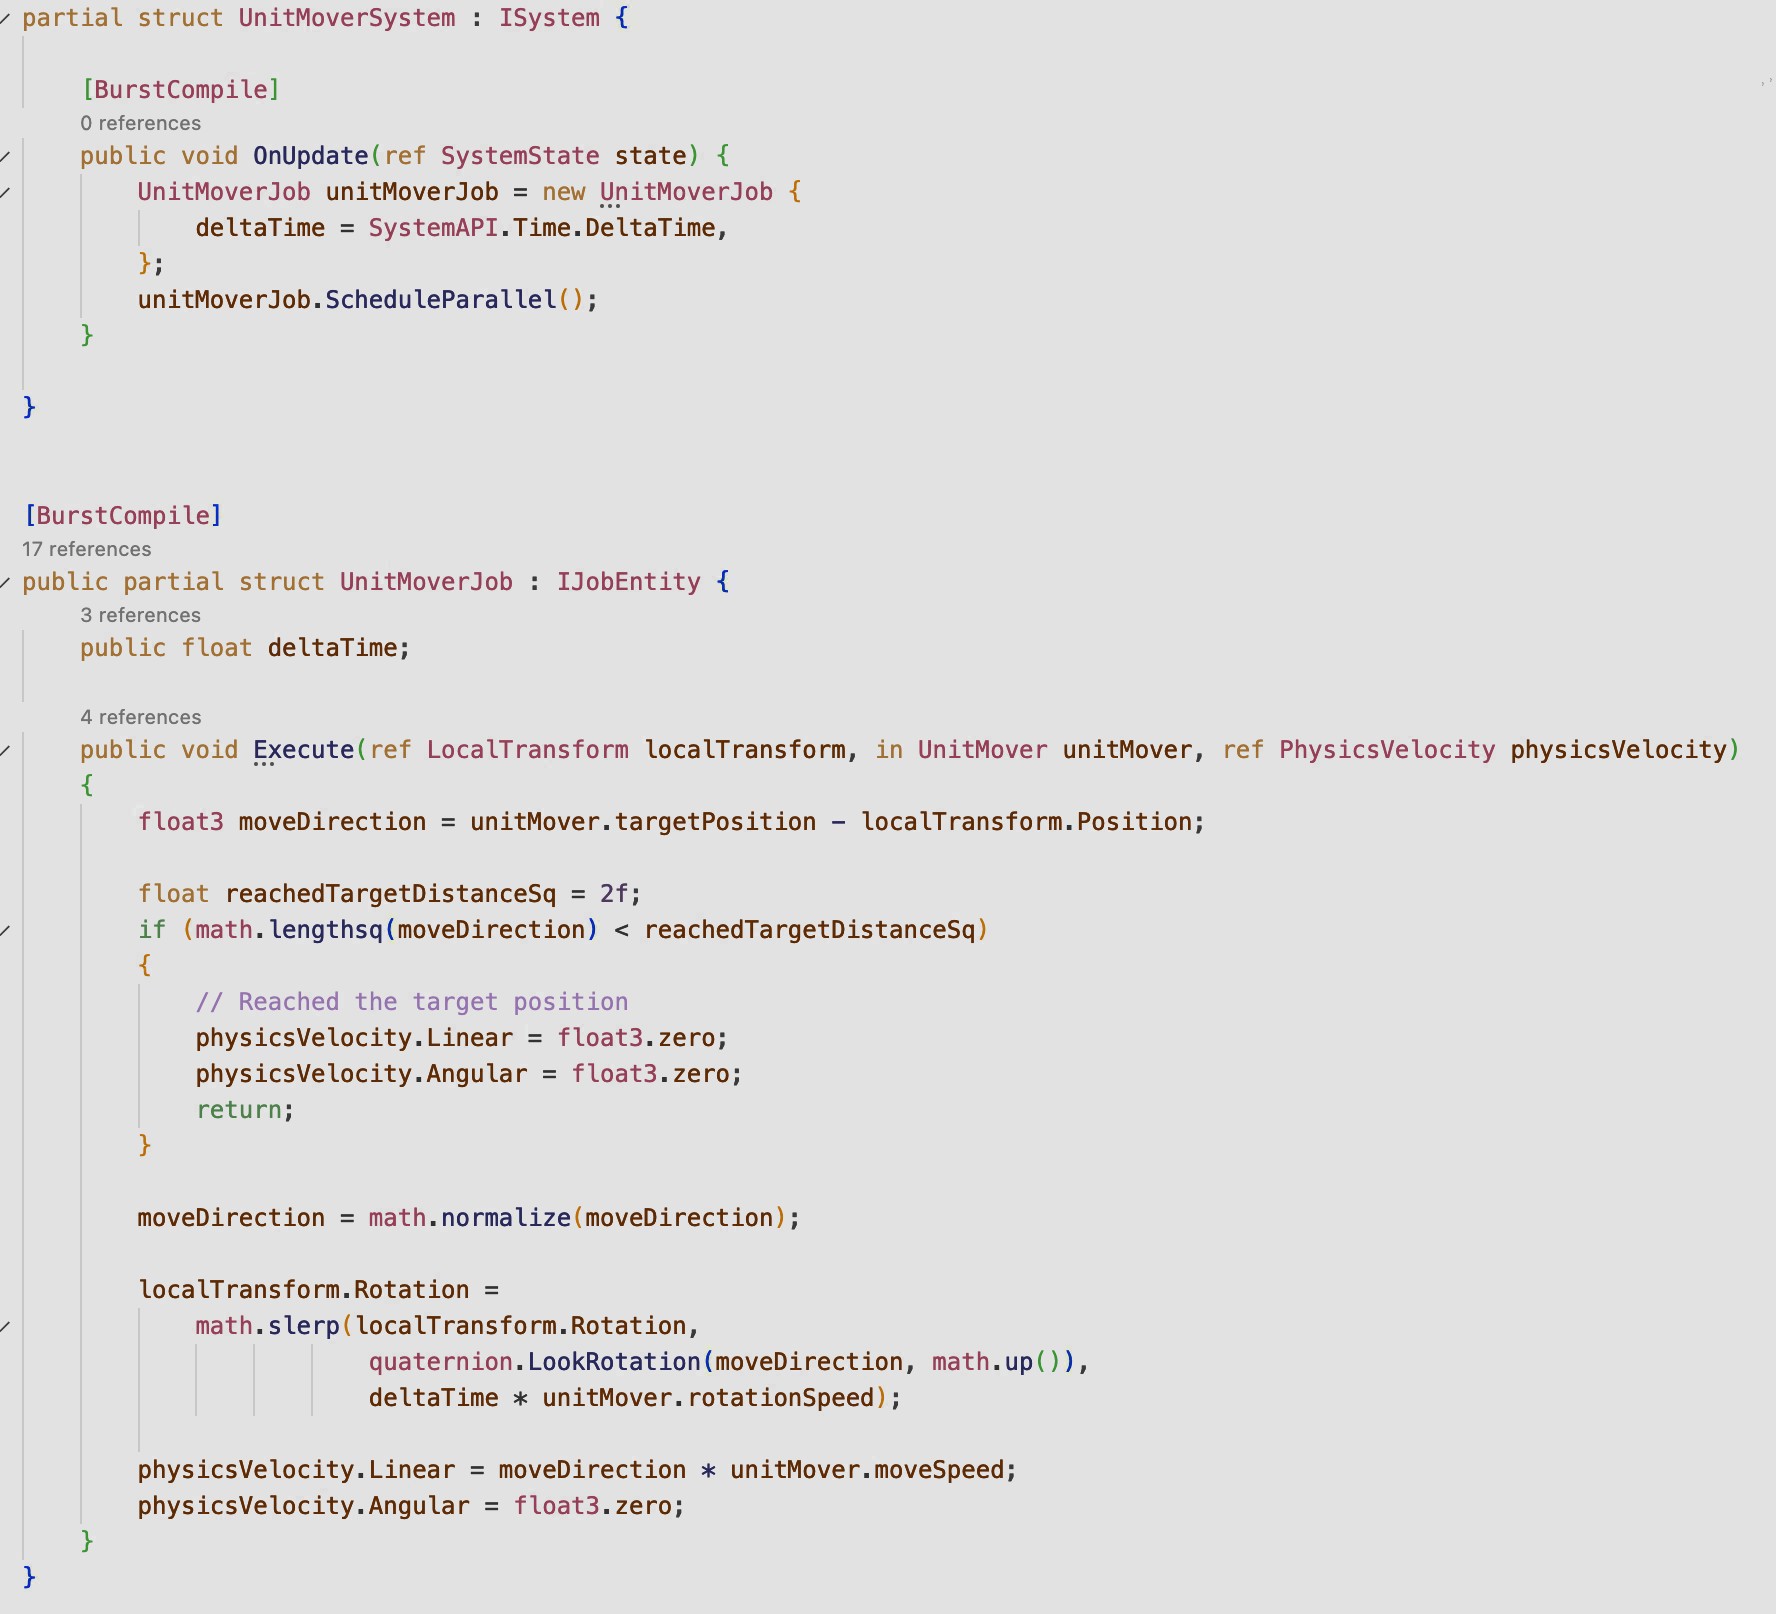 partial struct UnitMoverSystem : ISystem {
[BurstCompile]
0 references
public void OnUpdate(ref SystemState state) {
UnitMoverJob unitMoverJob = new UnitMoverJob {
deltaTime = SystemAPI.Time.DeltaTime,
};
unitMoverJob.ScheduleParallel();
}
}
[BurstCompile]
17 references
public partial struct UnitMoverJob : IJobEntity {
3 references
public float deltaTime;
4 references
public void Execute(ref LocalTransform localTransform, in UnitMover unitMover, ref PhysicsVelocity physicsVelocity)
{
float3 moveDirection = unitMover.targetPosition - localTransform.Position;
float reachedTargetDistanceSq = 2f;
if (math.lengthsq(moveDirection) < reachedTargetDistanceSq)
{
// Reached the target position
physicsVelocity.Linear = float3.zero;
physicsVelocity.Angular = float3.zero;
return;
}
moveDirection = math.normalize(moveDirection);
localTransform.Rotation =
math.slerp(localTransform.Rotation,
quaternion.LookRotation(moveDirection, math.up()),
deltaTime * unitMover.rotationSpeed);
physicsVelocity.Linear = moveDirection * unitMover.moveSpeed;
physicsVelocity.Angular = float3.zero;
}
}